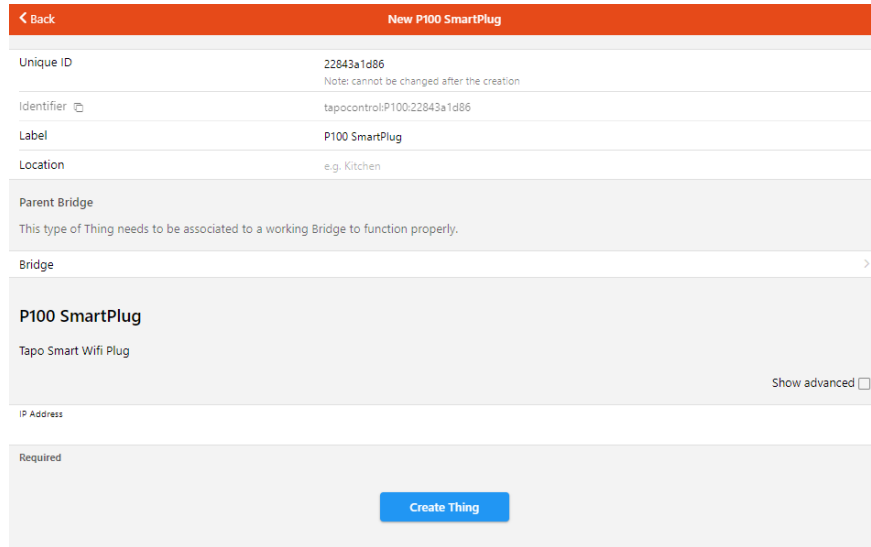 Back
New P100 SmartPlug
Unique ID
22843a1d86
Note: cannot be changed after the creation
Identifier
tapocontrol:P100:22843a1d86
Label
P100 SmartPlug
Location
e.g. Kitchen
Parent Bridge
This type of Thing needs to be associated to a working Bridge to function properly.
Bridge
P100 SmartPlug
Tapo Smart Wifi Plug
Show advanced
IP Address
Required
Create Thing